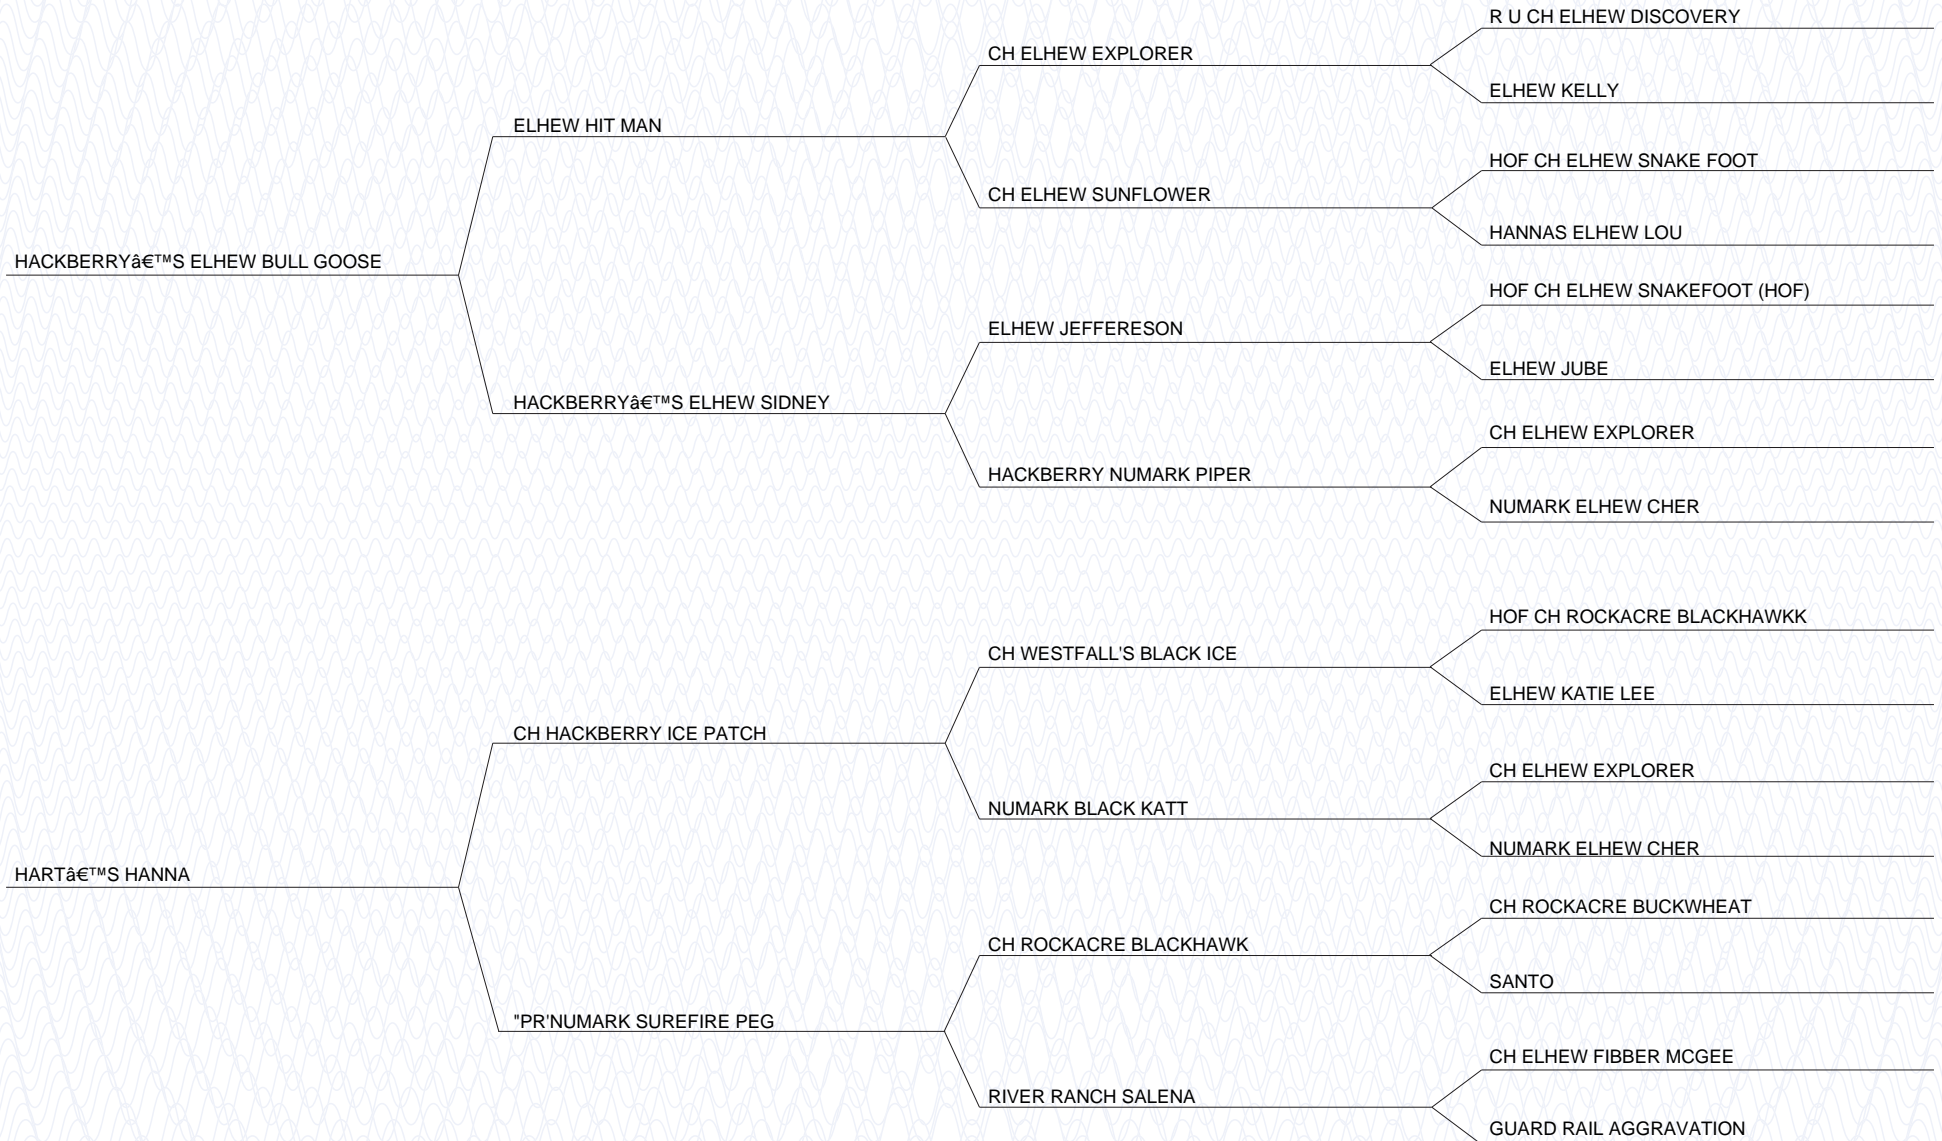 R U CH ELHEW DISCOVERY
CH ELHEW EXPLORER
ELHEW KELLY
ELHEW HIT MAN
HOF CH ELHEW SNAKE FOOT
CH ELHEW SUNFLOWER
HANNAS ELHEW LOU
HACKBERRYâ€™S ELHEW BULL GOOSE
HOF CH ELHEW SNAKEFOOT (HOF)
ELHEW JEFFERESON
ELHEW JUBE
HACKBERRYâ€™S ELHEW SIDNEY
CH ELHEW EXPLORER
HACKBERRY NUMARK PIPER
NUMARK ELHEW CHER
HOF CH ROCKACRE BLACKHAWKK
CH WESTFALL'S BLACK ICE
ELHEW KATIE LEE
CH HACKBERRY ICE PATCH
CH ELHEW EXPLORER
NUMARK BLACK KATT
NUMARK ELHEW CHER
HARTâ€™S HANNA
CH ROCKACRE BUCKWHEAT
CH ROCKACRE BLACKHAWK
SANTO
"PR'NUMARK SUREFIRE PEG
CH ELHEW FIBBER MCGEE
RIVER RANCH SALENA
GUARD RAIL AGGRAVATION